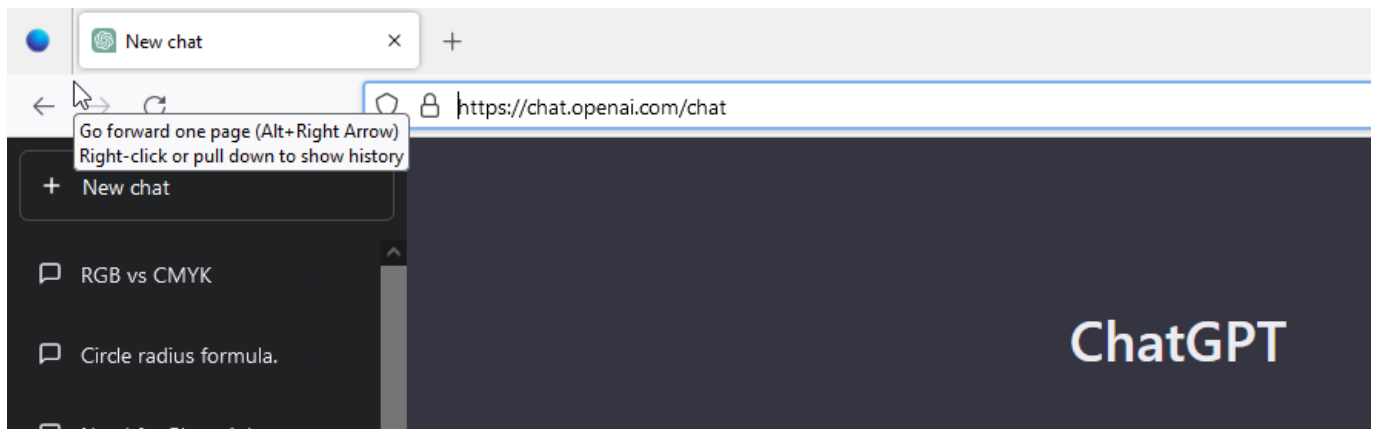 New chat
https://chat.openai.com/chat
Go forward one page (Alt+Right Arrow)
Right-click or pull down to show history
New chat
RGB vs CMYK
Circle radius formula.
ChatGPT